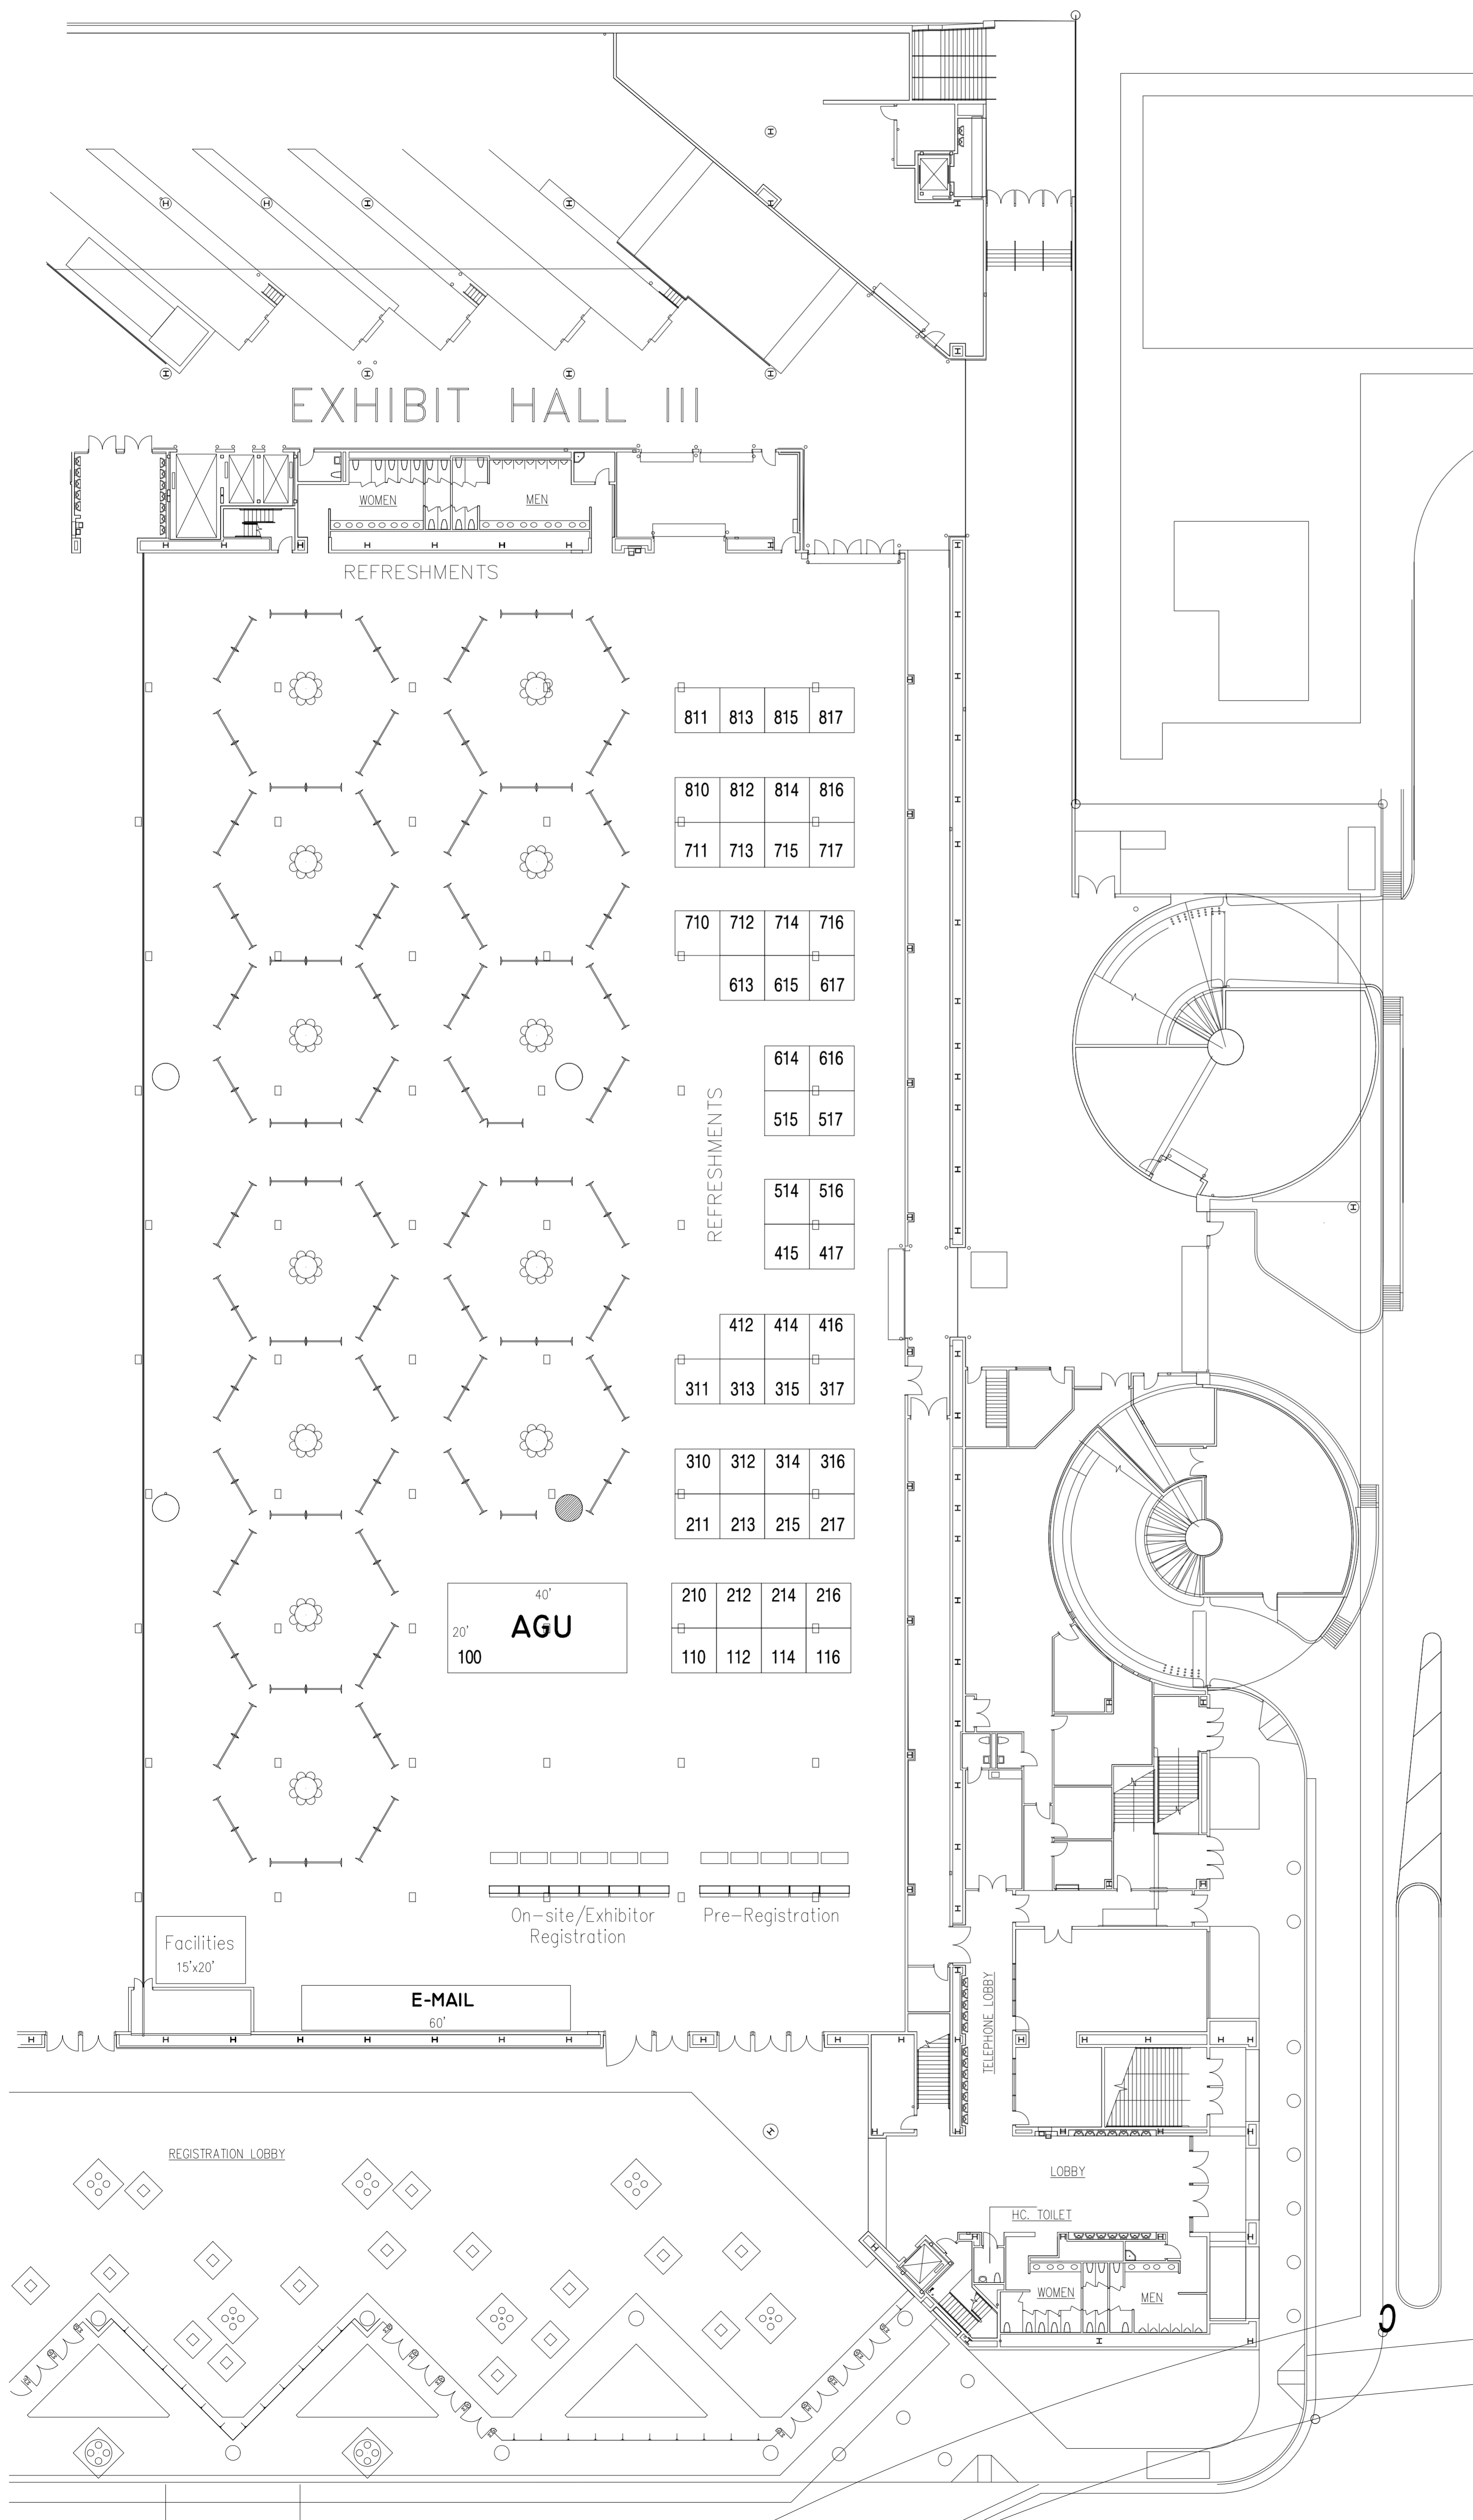 EXHIBIT HALL III
WOMEN
MEN
REFRESHMENTS
811 813 815 817
810 812 814 816
711 713 715 717
710 712 714 716
613 615 617
614 616
REFRESHMENTS
515 517
514 516
415 417
412 414 416
311 313 315 317
310 312 314 316
211 213 215 217
40'
AGU
20'
100
210 212 214 216
110 112 114 116
On-site/Exhibitor
Registration
Pre-Registration
Facilities
15'x20'
E-MAIL
60'
TELEPHONE LOBBY
REGISTRATION LOBBY
LOBBY
HC. TOILET
WOMEN
MEN
C